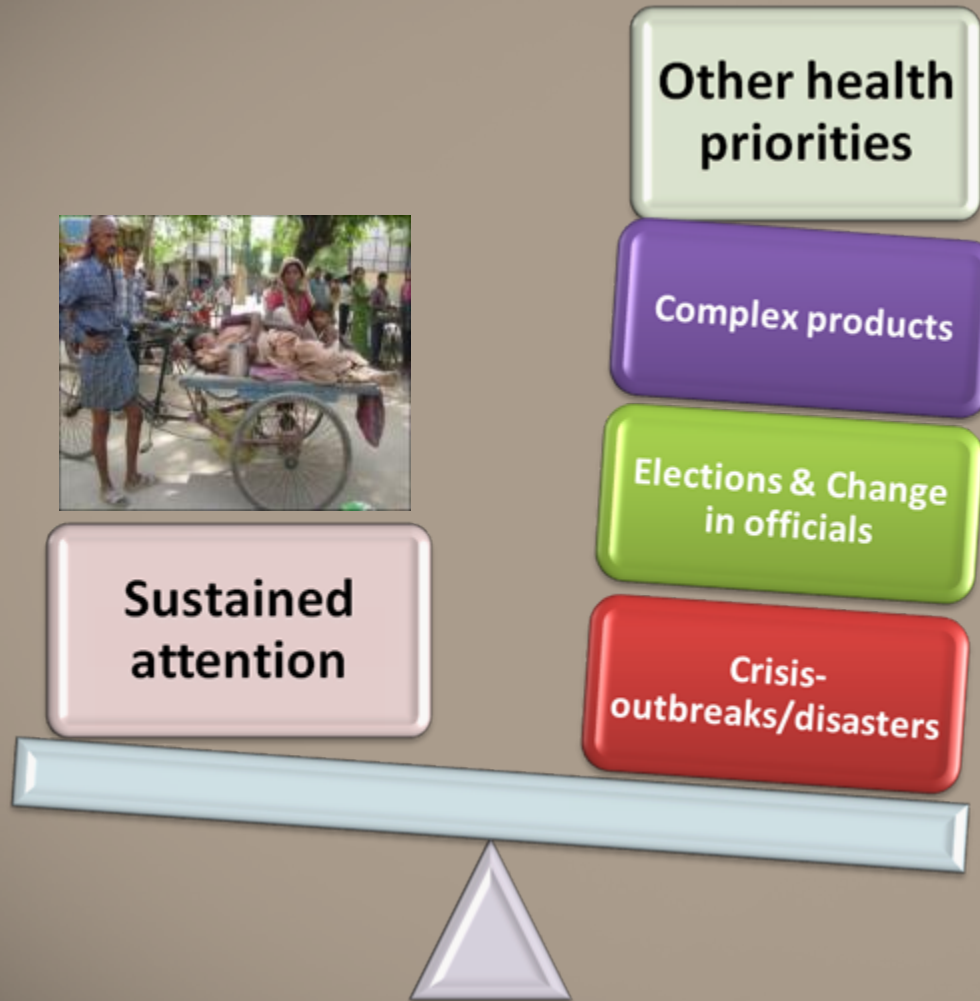 Other health
priorities
Complex products
Elections & Change
in officials
Sustained
attention
Crisis-
outbreaks/disasters